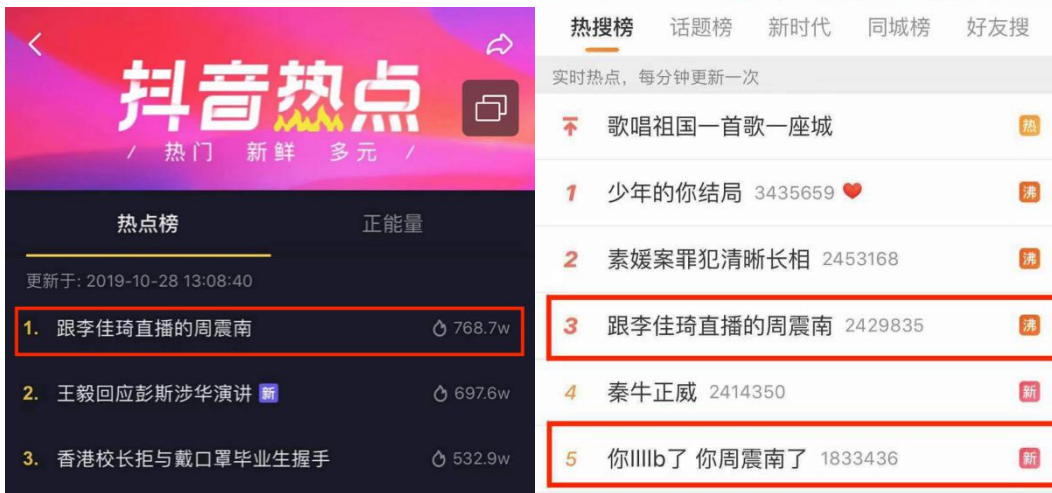 抖音热点
/ 热门 新鲜 多元 /
热点榜 正能量
更新于: 2019-10-28 13:08:40
1. 跟李佳琦直播的周震南 768.7w
2. 王毅回应彭斯涉华演讲 新 697.6w
3. 香港校长拒与戴口罩毕业生握手 532.9w
热搜榜 话题榜 新时代 同城榜 好友搜
实时热点，每分钟更新一次
歌唱祖国一首歌一座城 热
1 少年的你结局 3435659 沸
2 素媛案罪犯清晰长相 2453168 沸
3 跟李佳琦直播的周震南 2429835 沸
4 秦牛正威 2414350 新
5 你llllb了 你周震南了 1833436 新